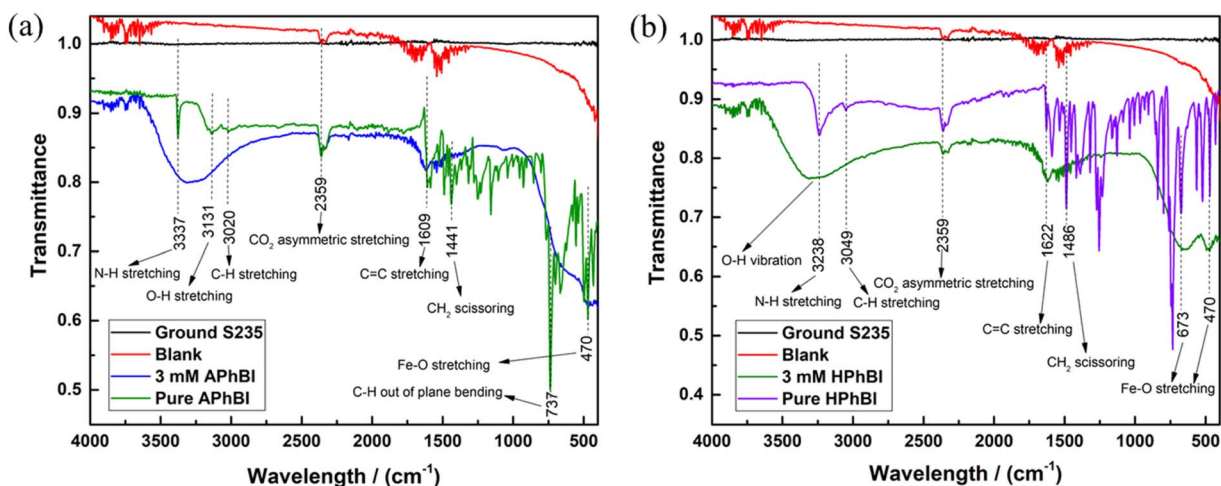 (a)
Transmittance
1.0
0.9
0.8
0.7
0.6
0.5
3337
3131
3020
2359
1609
1441
737
470
N-H stretching
O-H stretching
C-H stretching
CO2 asymmetric stretching
C=C stretching
CH2 scissoring
Fe-O stretching
C-H out of plane bending
Ground S235
Blank
3 mM APhBI
Pure APhBI
4000 3500 3000 2500 2000 1500 1000 500
Wavelength / (cm-1)
(b)
Transmittance
1.0
0.9
0.8
0.7
0.6
0.5
0.4
3238
3049
2359
1622
1486
673
470
O-H vibration
N-H stretching
C-H stretching
CO2 asymmetric stretching
C=C stretching
CH2 scissoring
Fe-O stretching
Ground S235
Blank
3 mM HPhBI
Pure HPhBI
4000 3500 3000 2500 2000 1500 1000 500
Wavelength / (cm-1)